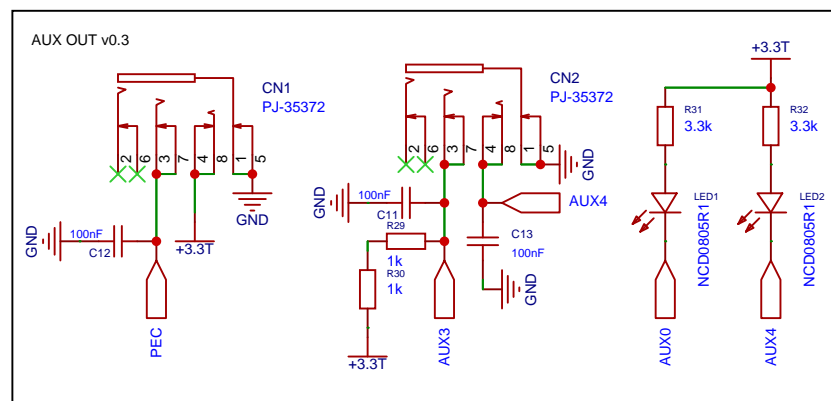 AUX OUT v0.3
CN1
PJ-35372
2
6
3
7
4
8
1
5
GND
100nF
C12
GND
+3.3T
PEC
CN2
PJ-35372
2
6
3
7
4
8
1
5
GND
100nF
C11
GND
AUX4
R29
1k
R30
1k
C13
100nF
GND
+3.3T
AUX3
+3.3T
R31
3.3k
R32
3.3k
LED1
NCD0805R1
LED2
NCD0805R1
AUX0
AUX4